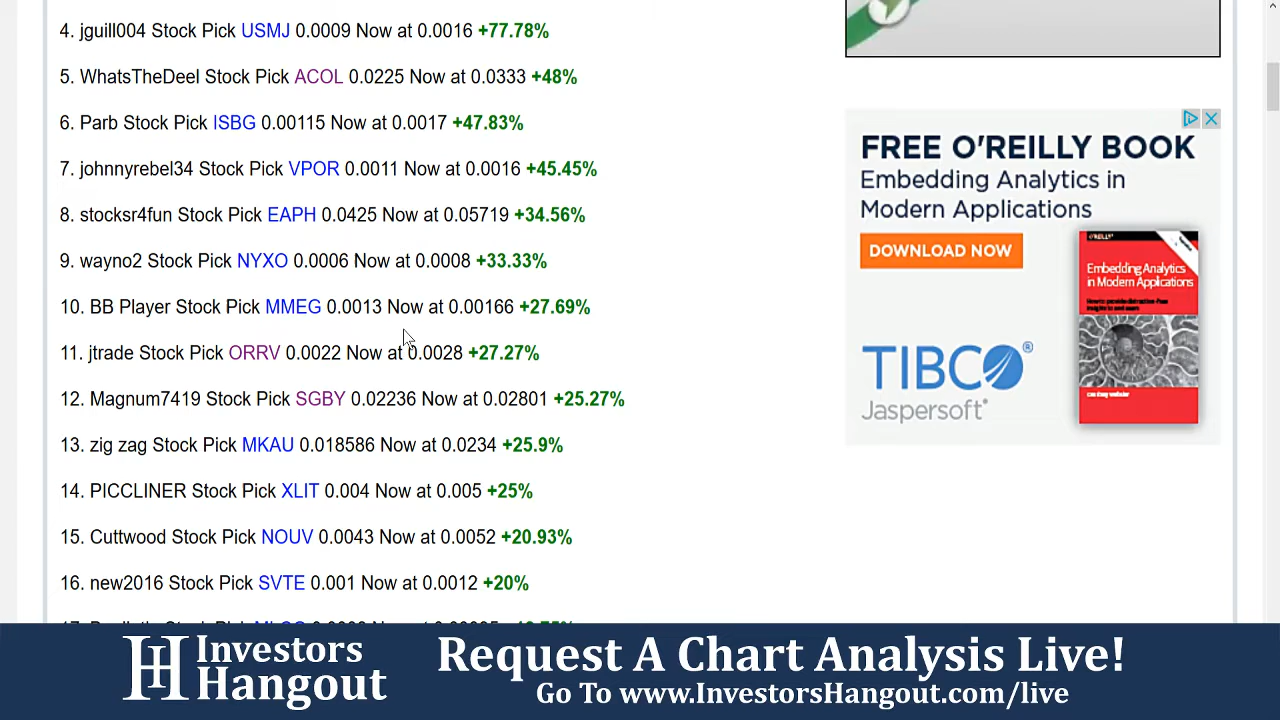 4. jguill004 Stock Pick USMJ 0.0009 Now at 0.0016 +77.78%
5. WhatsTheDeel Stock Pick ACOL 0.0225 Now at 0.0333 +48%
6. Parb Stock Pick ISBG 0.00115 Now at 0.0017 +47.83%
7. johnnyrebel34 Stock Pick VPOR 0.0011 Now at 0.0016 +45.45%
8. stocksr4fun Stock Pick EAPH 0.0425 Now at 0.05719 +34.56%
9. wayno2 Stock Pick NYXO 0.0006 Now at 0.0008 +33.33%
10. BB Player Stock Pick MMEG 0.0013 Now at 0.00166 +27.69%
11. jtrade Stock Pick ORRV 0.0022 Now at 0.0028 +27.27%
12. Magnum7419 Stock Pick SGBY 0.02236 Now at 0.02801 +25.27%
13. zig zag Stock Pick MKAU 0.018586 Now at 0.0234 +25.9%
14. PICCLINER Stock Pick XLIT 0.004 Now at 0.005 +25%
15. Cuttwood Stock Pick NOUV 0.0043 Now at 0.0052 +20.93%
16. new2016 Stock Pick SVTE 0.001 Now at 0.0012 +20%
FREE O'REILLY BOOK
Embedding Analytics in
Modern Applications
DOWNLOAD NOW
O'REILLY®
Embedding Analytics
in Modern Applications
TIBCO®
Jaspersoft®
Investors
Hangout
Request A Chart Analysis Live!
Go To www.InvestorsHangout.com/live